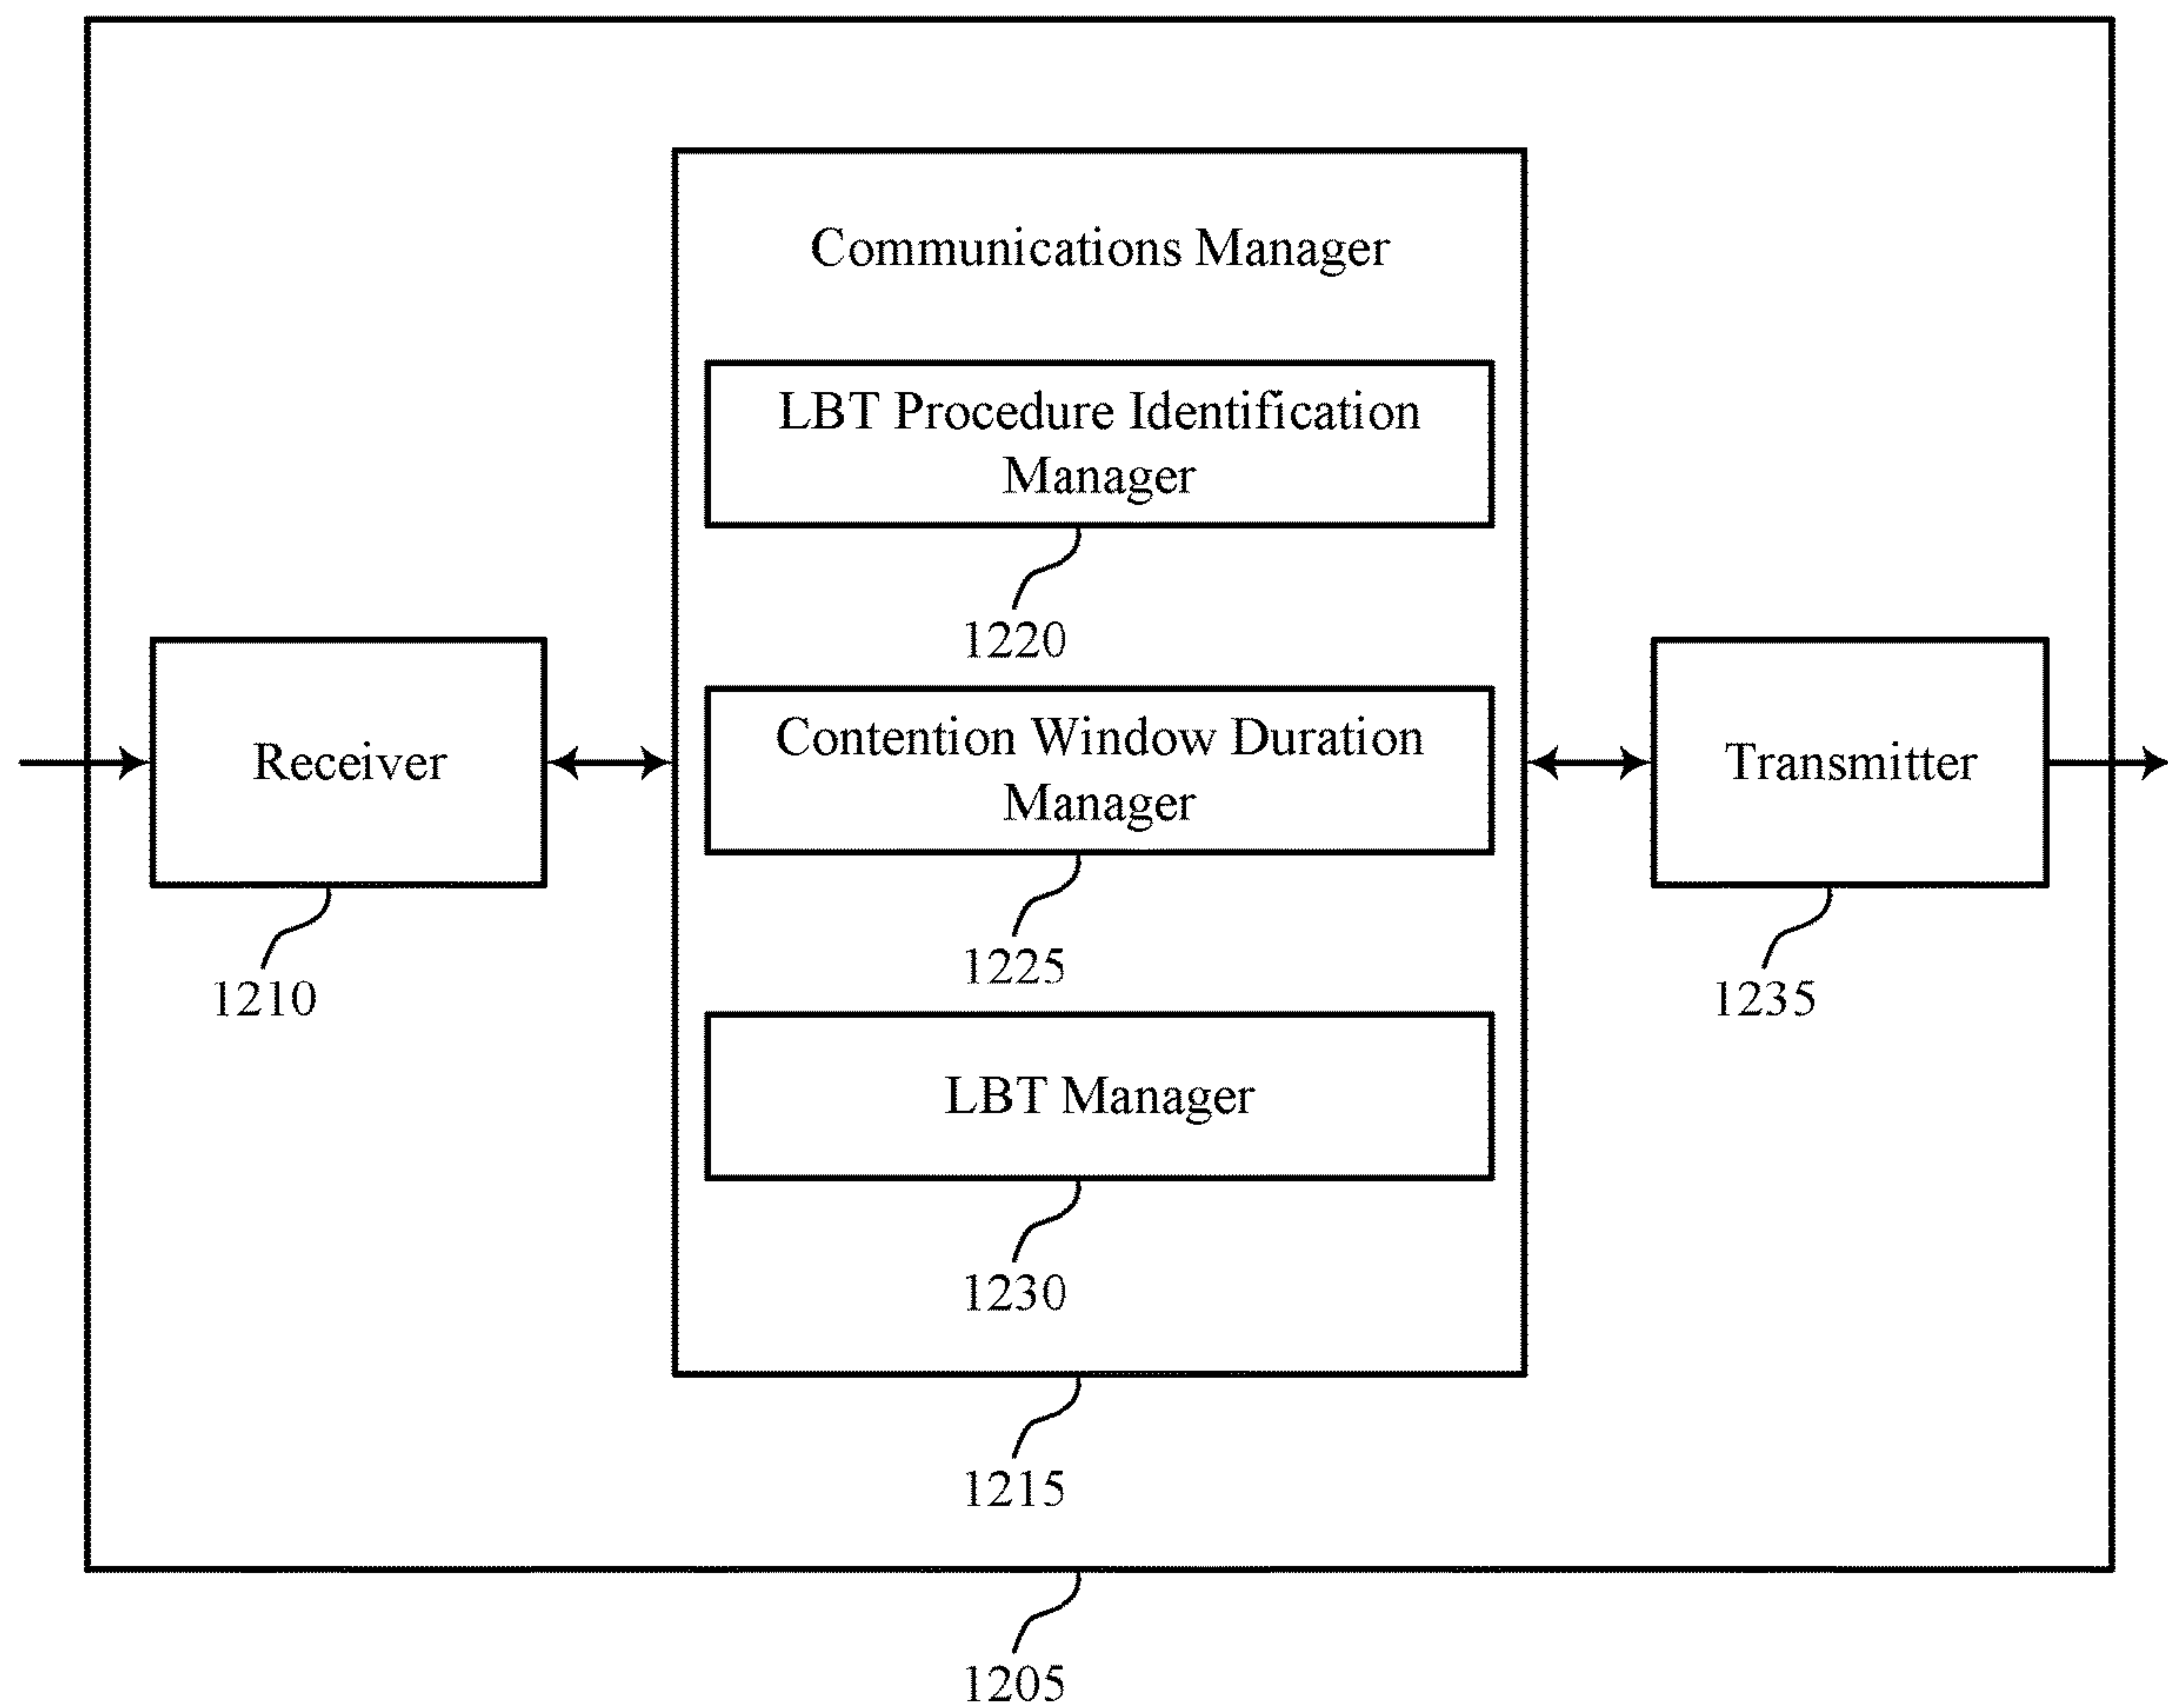 Communications Manager
LBT Procedure Identification
Manager
1220
Receiver
1210
Contention Window Duration
Manager
1225
Transmitter
1235
LBT Manager
1230
1215
1205